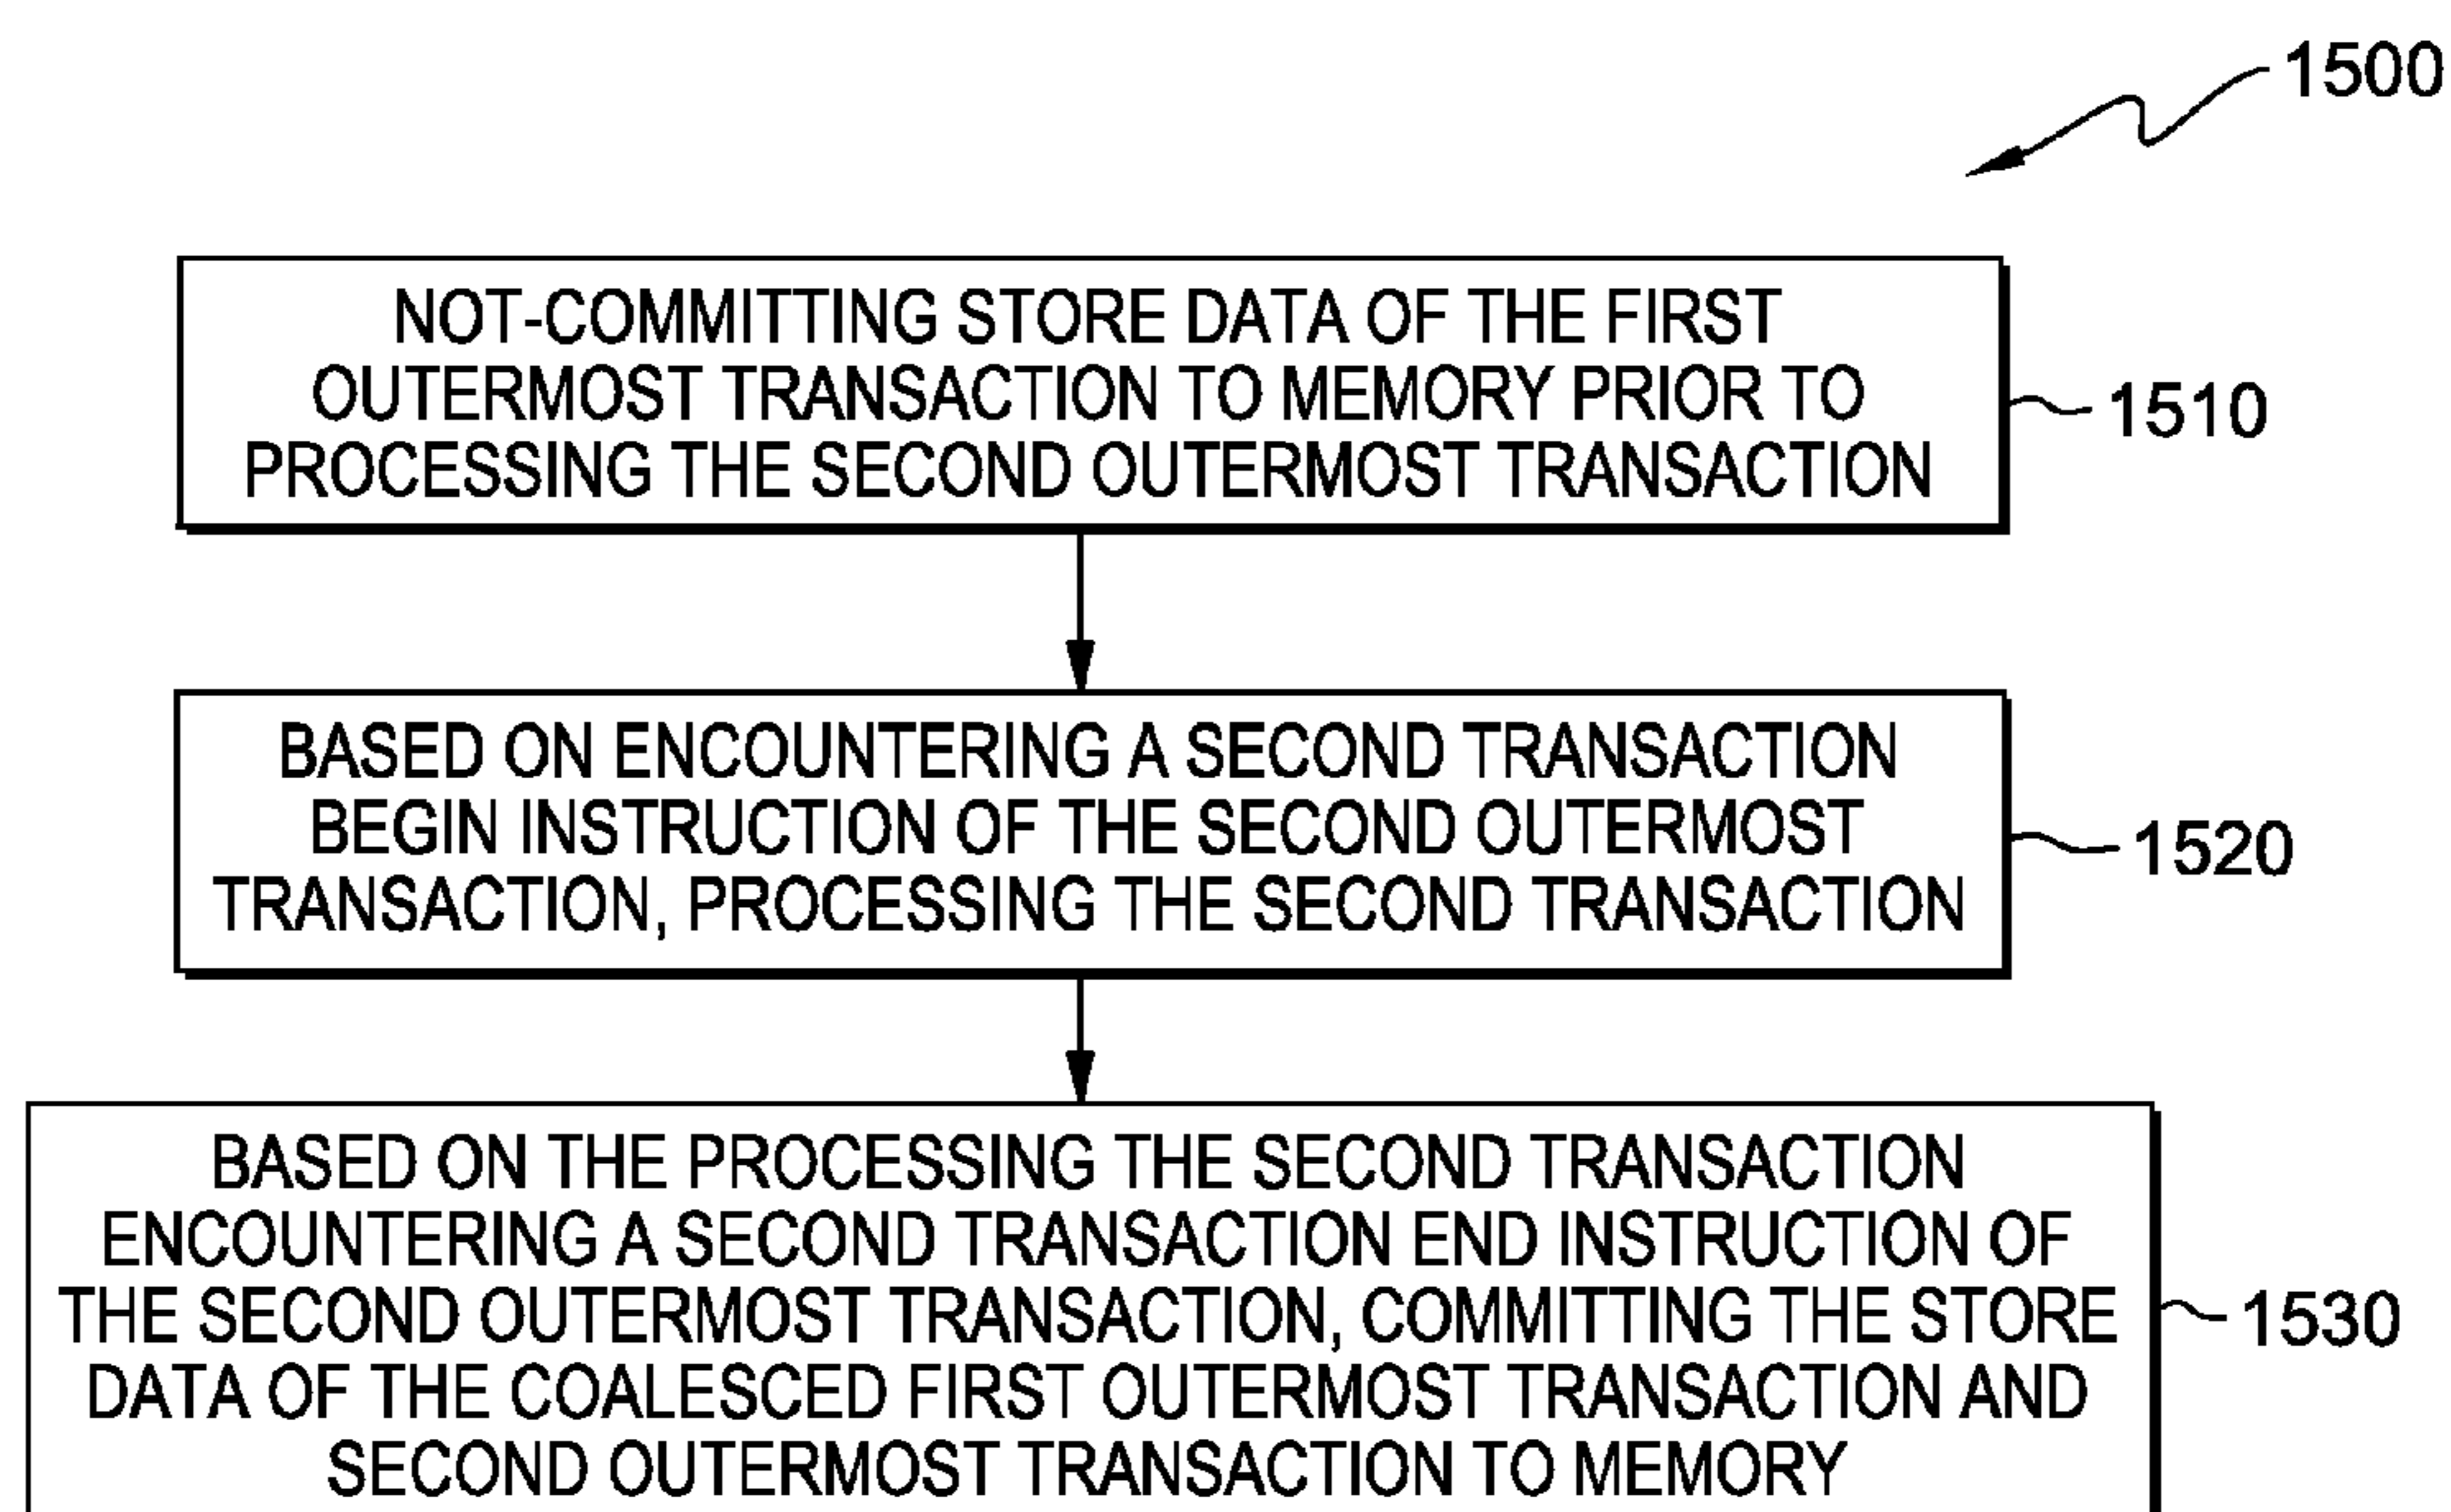 1500
NOT-COMMITTING STORE DATA OF THE FIRST
OUTERMOST TRANSACTION TO MEMORY PRIOR TO
PROCESSING THE SECOND OUTERMOST TRANSACTION
1510
BASED ON ENCOUNTERING A SECOND TRANSACTION
BEGIN INSTRUCTION OF THE SECOND OUTERMOST
TRANSACTION, PROCESSING THE SECOND TRANSACTION
1520
BASED ON THE PROCESSING THE SECOND TRANSACTION
ENCOUNTERING A SECOND TRANSACTION END INSTRUCTION OF
THE SECOND OUTERMOST TRANSACTION, COMMITTING THE STORE
DATA OF THE COALESCED FIRST OUTERMOST TRANSACTION AND
SECOND OUTERMOST TRANSACTION TO MEMORY
1530